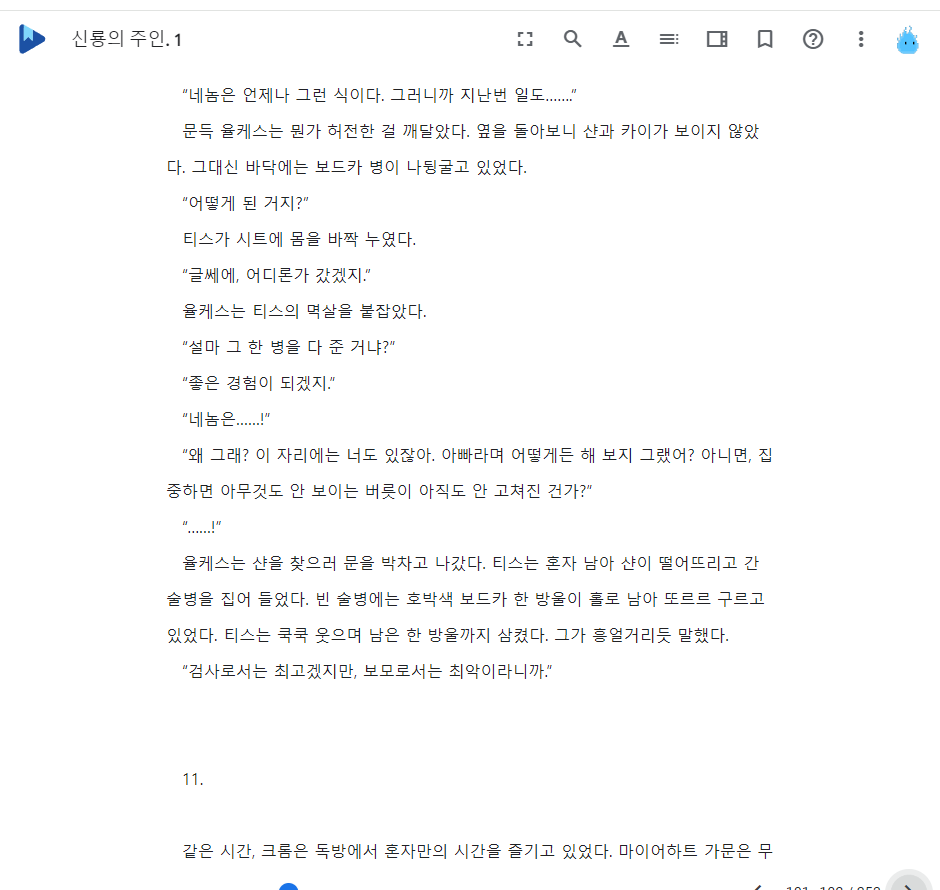 신룡의 주인. 1
“네놈은 언제나 그런 식이다. 그러니까 지난번 일도…….”
문득 율케스는 뭔가 허전한 걸 깨달았다. 옆을 돌아보니 샨과 카이가 보이지 않았
다. 그대신 바닥에는 보드카 병이 나뒹굴고 있었다.
“어떻게 된 거지?”
티스가 시트에 몸을 바짝 누였다.
“글쎄에, 어디론가 갔겠지.”
율케스는 티스의 멱살을 붙잡았다.
“설마 그 한 병을 다 준 거냐?”
“좋은 경험이 되겠지.”
“네놈은……!”
“왜 그래? 이 자리에는 너도 있잖아. 아빠라며 어떻게든 해 보지 그랬어? 아니면, 집
중하면 아무것도 안 보이는 버릇이 아직도 안 고쳐진 건가?”
“……!”
율케스는 샨을 찾으러 문을 박차고 나갔다. 티스는 혼자 남아 샨이 떨어뜨리고 간
술병을 집어 들었다. 빈 술병에는 호박색 보드카 한 방울이 홀로 남아 또르르 구르고
있었다. 티스는 쿡쿡 웃으며 남은 한 방울까지 삼켰다. 그가 흥얼거리듯 말했다.
“검사로서는 최고겠지만, 보모로서는 최악이라니까.”
11.
같은 시간, 크롬은 독방에서 혼자만의 시간을 즐기고 있었다. 마이어하트 가문은 무